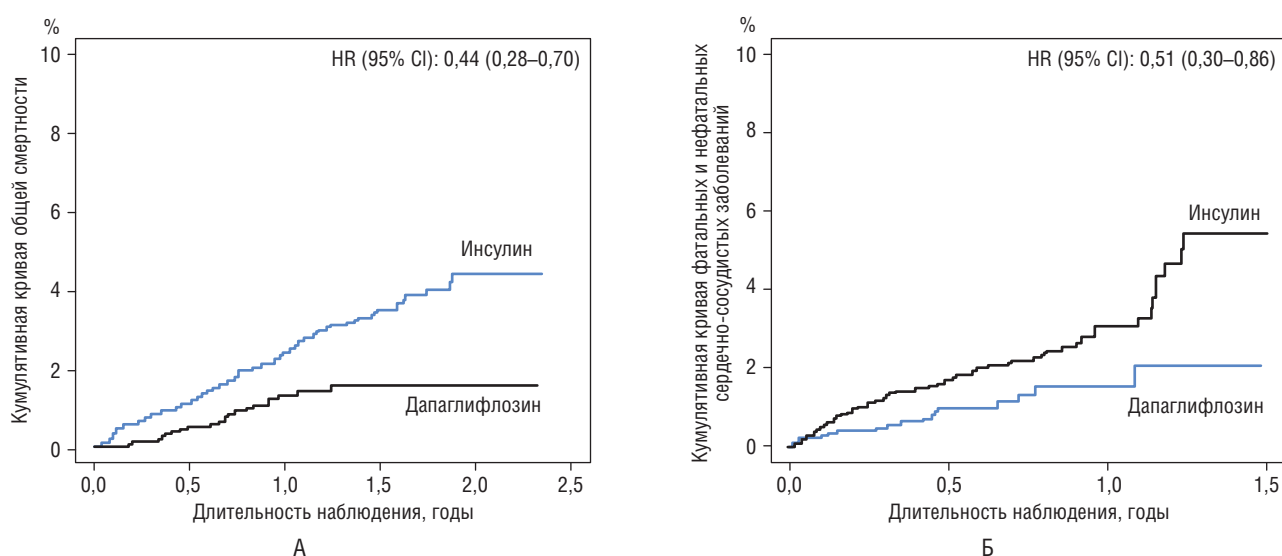 %
Кумулятивная кривая общей смертности
10
8
6
4
2
0
HR (95% CI): 0,44 (0,28–0,70)
Инсулин
Дапаглифлозин
0,0 0,5 1,0 1,5 2,0 2,5
Длительность наблюдения, годы
А
%
Кумулятивная кривая фатальных и нефатальных
сердечно-сосудистых заболеваний
10
8
6
4
2
0
HR (95% CI): 0,51 (0,30–0,86)
Инсулин
Дапаглифлозин
0,0 0,5 1,0 1,5
Длительность наблюдения, годы
Б